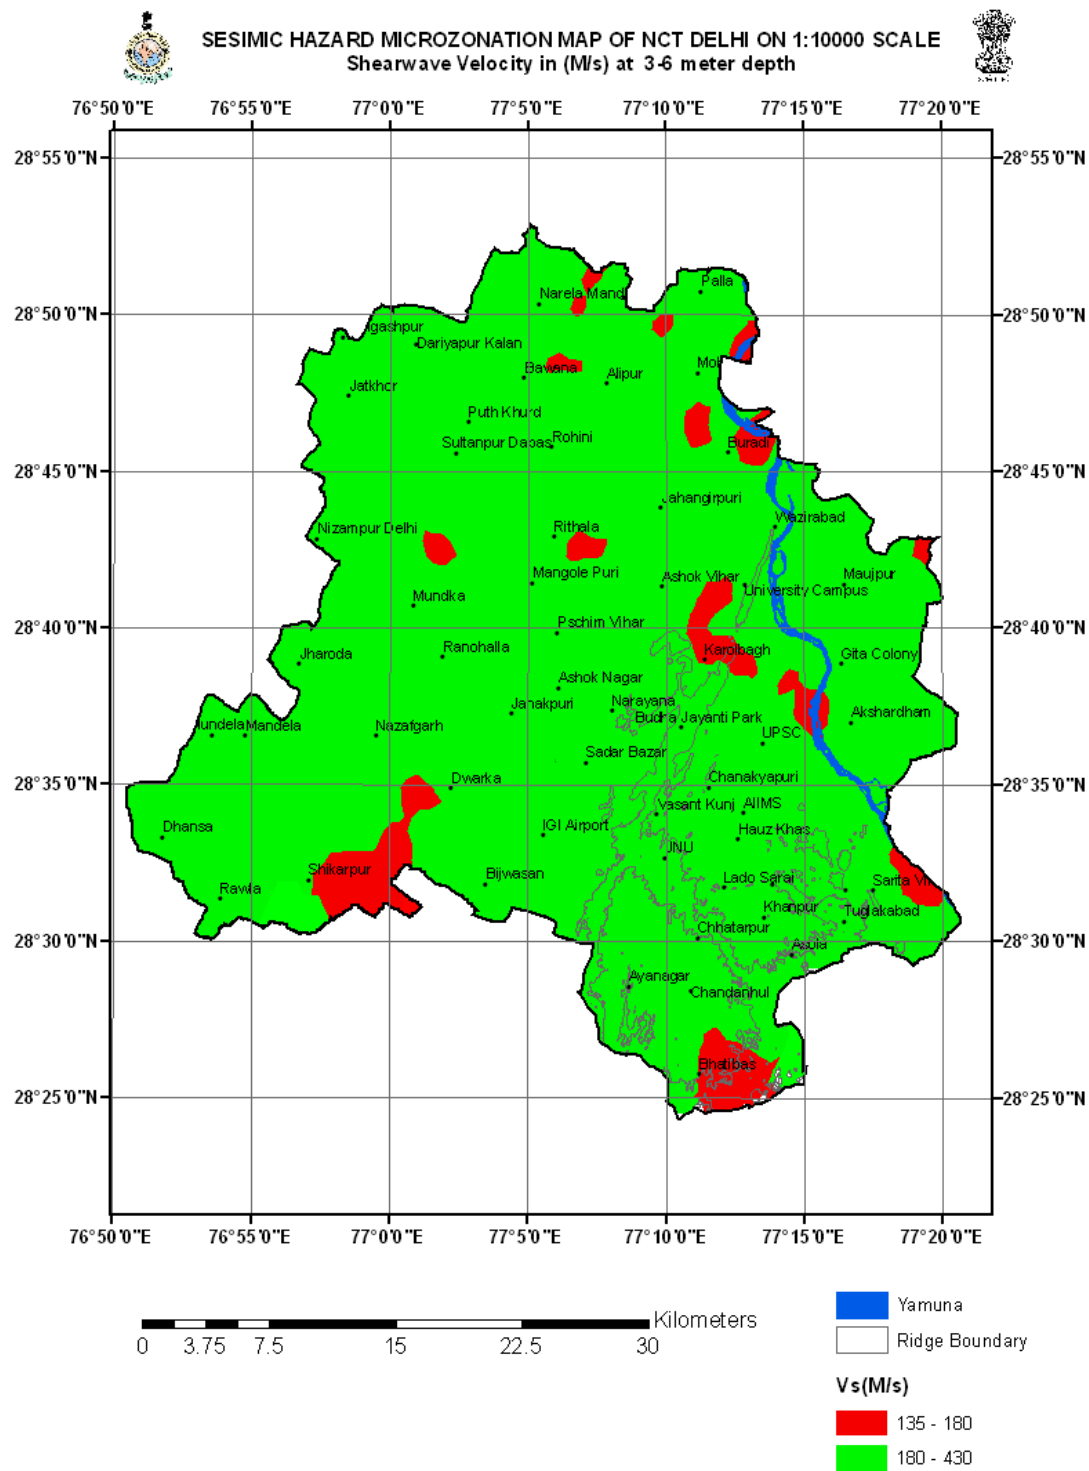 SESIMIC HAZARD MICROZONATION MAP OF NCT DELHI ON 1:10000 SCALE
Shearwave Velocity in (M/s) at 3-6 meter depth
76°50'0"E 76°55'0"E 77°0'0"E 77°5'0"E 77°10'0"E 77°15'0"E 77°20'0"E
28°55'0"N 28°55'0"N
Palla
Narela Mand
28°50'0"N 28°50'0"N
igashpur
Dariyapur Kalan
Bawana
Alipur
Jatkhor
Puth Khurd
Sultanpur Dabas
Rohini
Buradi
28°45'0"N 28°45'0"N
Jahangirpuri
Wazirabad
Nizampur Delhi
Rithala
Mangole Puri
Ashok Vihar
Maujpur
University Campus
Mundka
Pschim Vihar
28°40'0"N 28°40'0"N
Jharoda
Ranohalla
Karolbagh
Gita Colony
Ashok Nagar
Janakpuri
Narayana
Akshardham
Budha Jayanti Park
Mundela
Mandela
Nazafgarh
UPSC
Sadar Bazar
28°35'0"N 28°35'0"N
Dwarka
Chanakyapuri
Vasant Kunj
AIIMS
Dhansa
IGI Airport
Hauz Khas
JNU
Shikarpur
Bijwasan
Lado Sarai
Sarita Vih
Rawla
Khanpur
Tuglakabad
Chhatarpur
28°30'0"N 28°30'0"N
Asola
Ayanagar
Chandanhul
Bhatibas
28°25'0"N 28°25'0"N
76°50'0"E 76°55'0"E 77°0'0"E 77°5'0"E 77°10'0"E 77°15'0"E 77°20'0"E
Kilometers
0 3.75 7.5 15 22.5 30
Yamuna
Ridge Boundary
Vs(M/s)
135 - 180
180 - 430